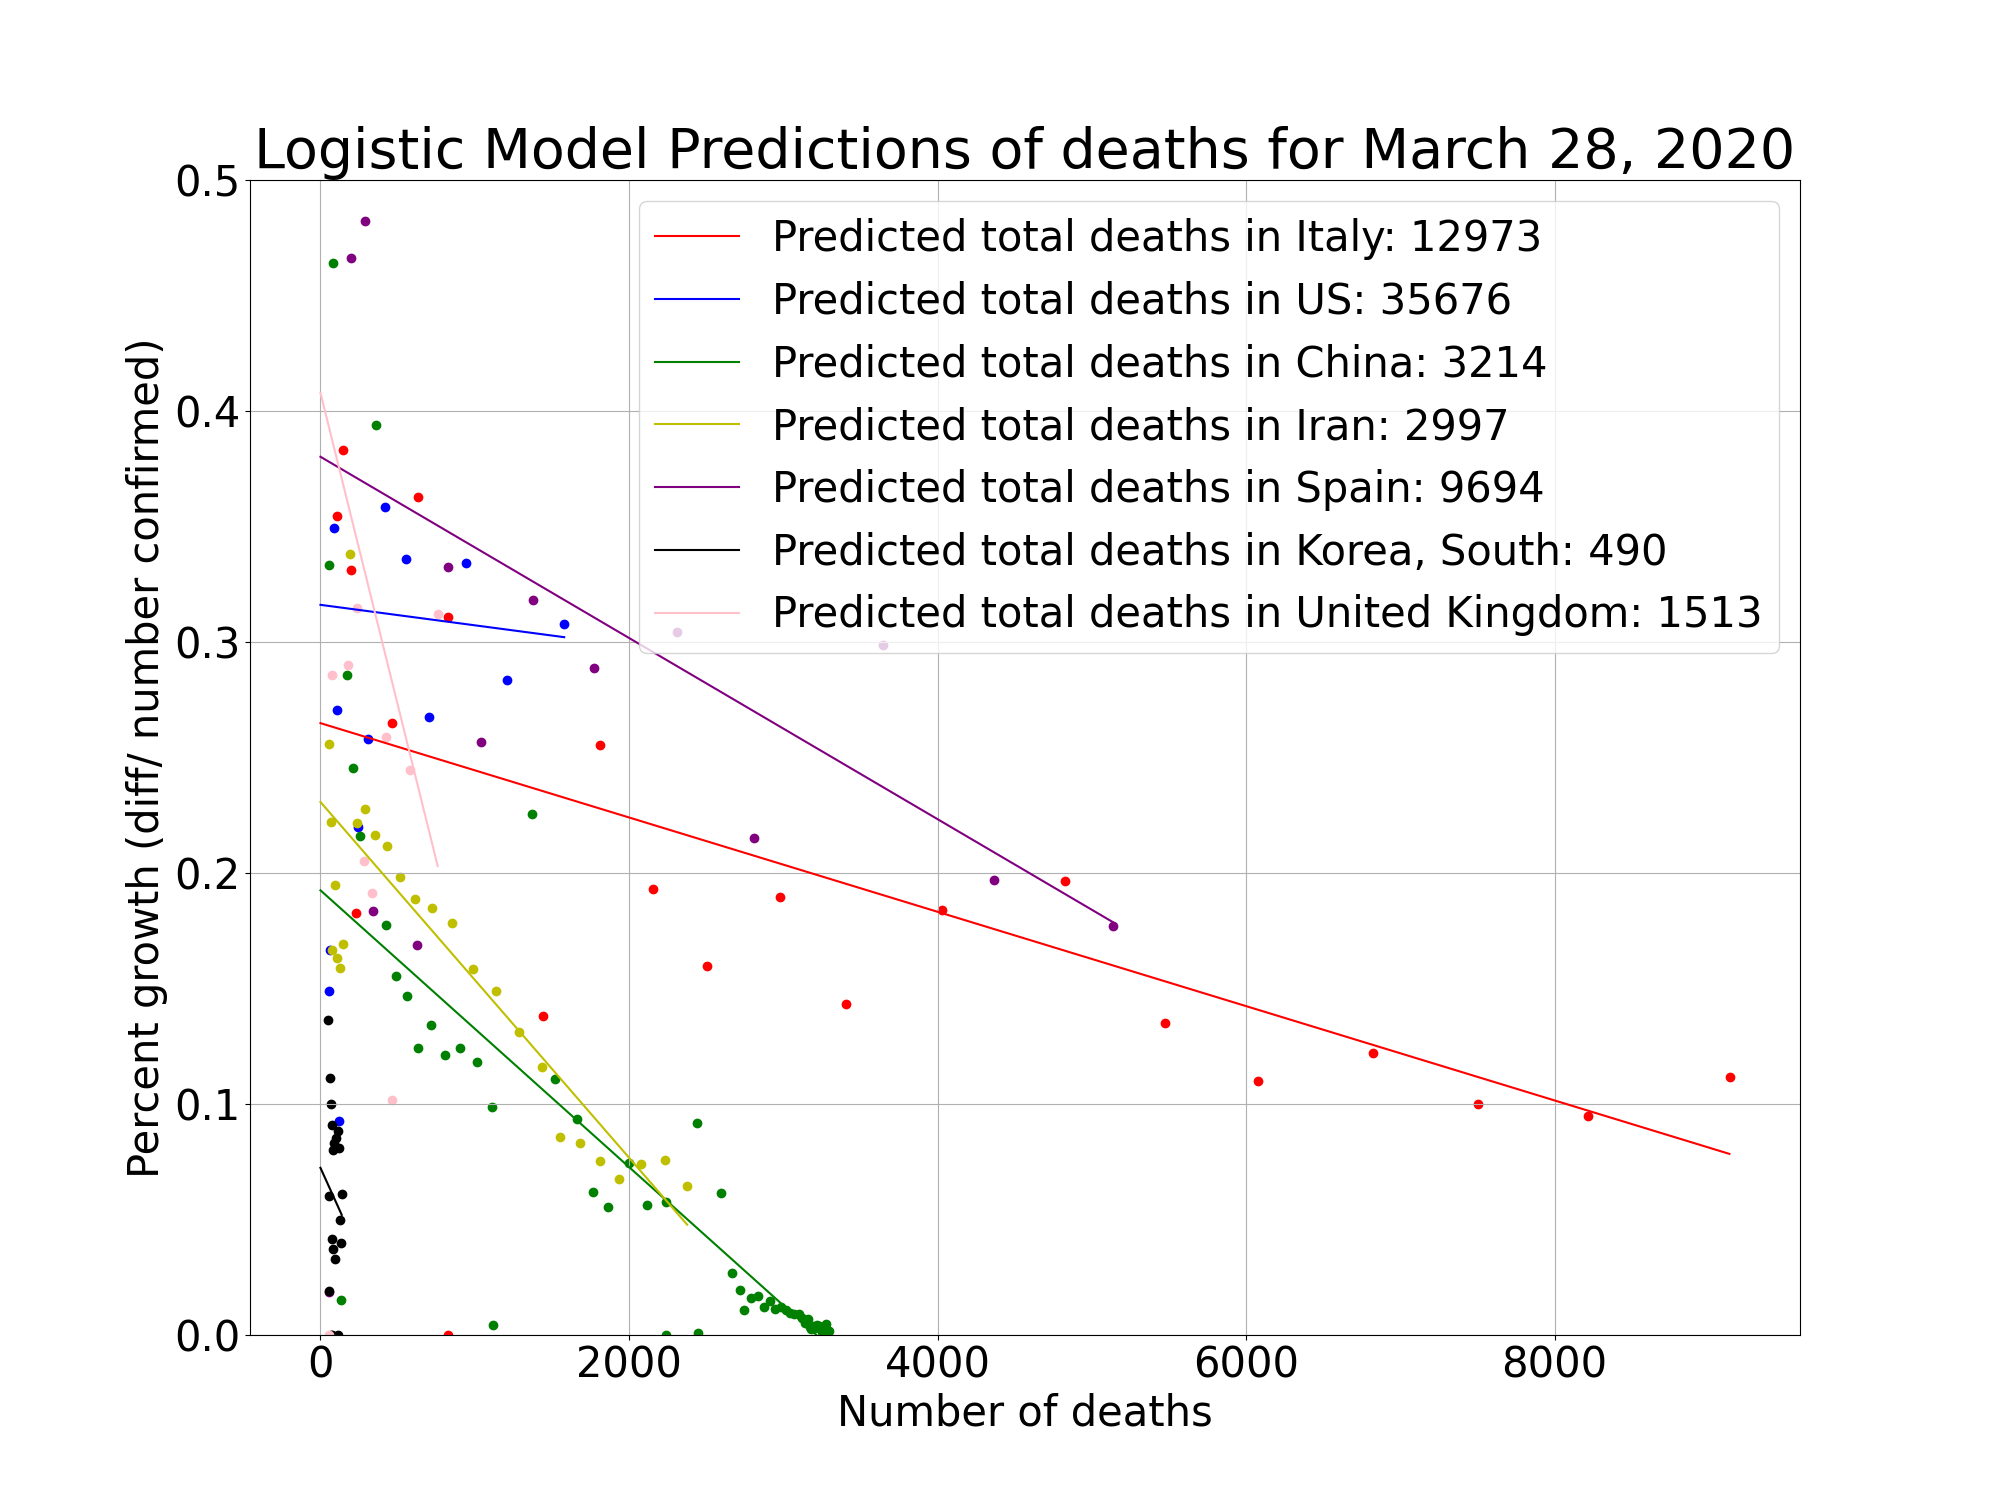 Logistic Model Predictions of deaths for March 28, 2020
0.5
Predicted total deaths in Italy: 12973
Predicted total deaths in US: 35676
Predicted total deaths in China: 3214
0.4
Predicted total deaths in Iran: 2997
Predicted total deaths in Spain: 9694
Predicted total deaths in Korea, South: 490
Predicted total deaths in United Kingdom: 1513
0.3
Percent growth (diff/ number confirmed)
0.2
0.1
0.0
0 2000 4000 6000 8000
Number of deaths